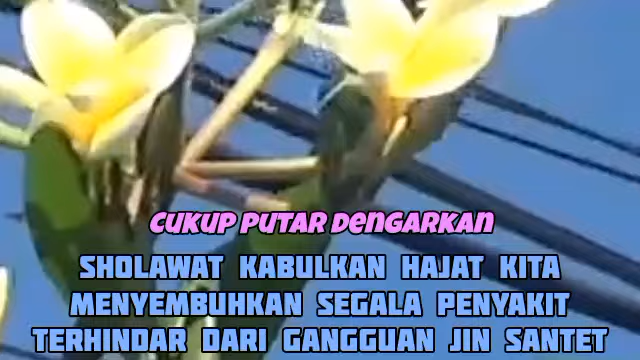 CUKUP PUTAR DENGARKAN
SHOLAWAT KABULKAN HAJAT KITA
MENYEMBUHKAN SEGALA PENYAKIT
TERHINDAR DARI GANGGUAN JIN SANTET